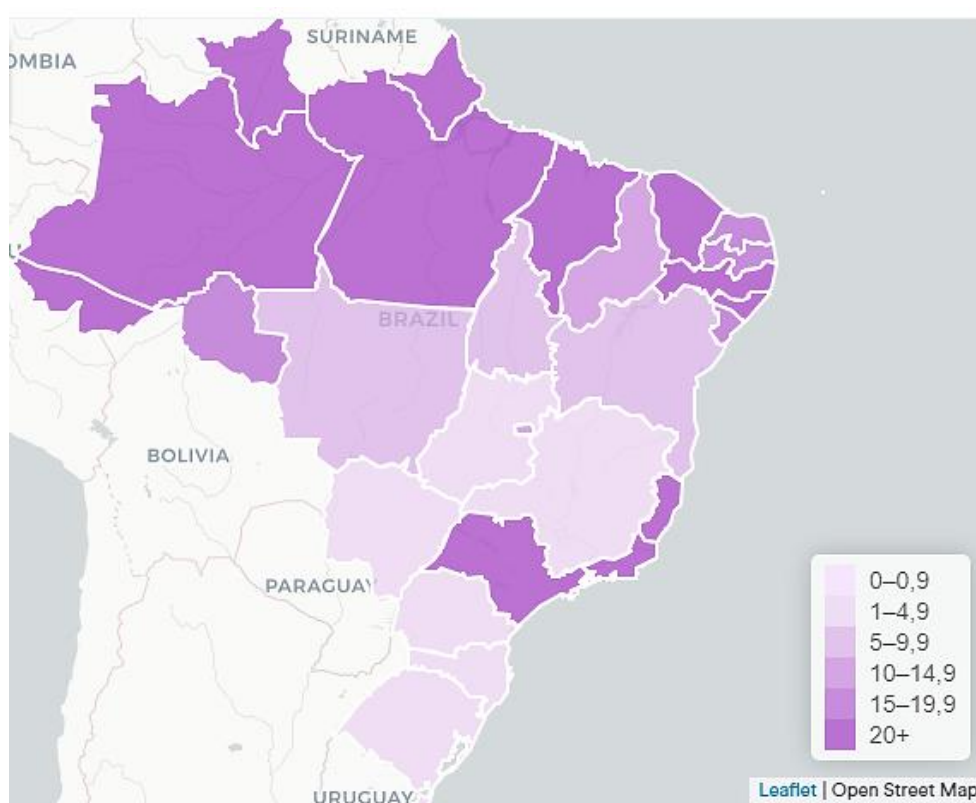 SURINAME
OMBIA
BRAZIL
BOLIVIA
PARAGUAY
URUGUAY
0–0,9
1–4,9
5–9,9
10–14,9
15–19,9
20+
Leaflet | Open Street Map